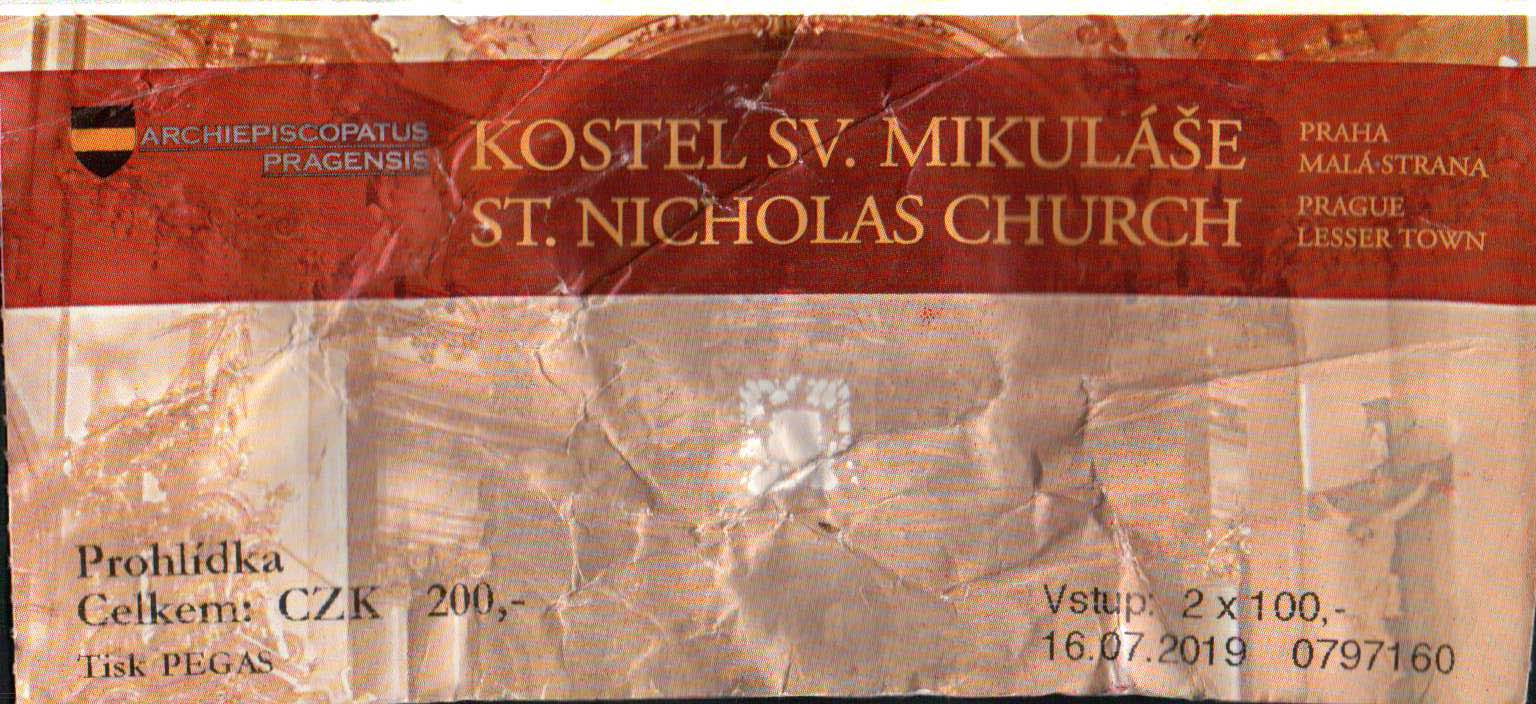 ARCHIEPISCOPATUS
PRAGENSIS
KOSTEL SV. MIKULÁŠE
ST. NICHOLAS CHURCH
PRAHA
MALÁ STRANA
PRAGUE
LESSER TOWN
Prohlídka
Celkem: CZK 200,-
Tisk PEGAS
Vstup: 2 x 100,-
16.07.2019 0797160